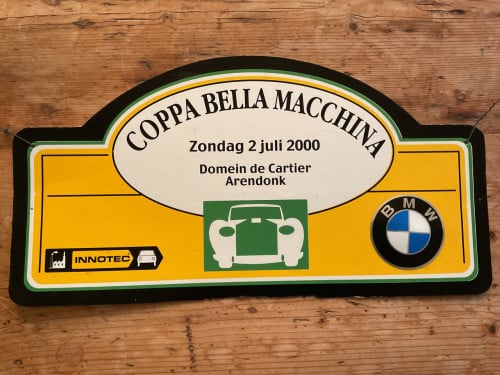 COPPA BELLA MACCHINA
Zondag 2 juli 2000
Domein de Cartier
Arendonk
INNOTEC
BMW